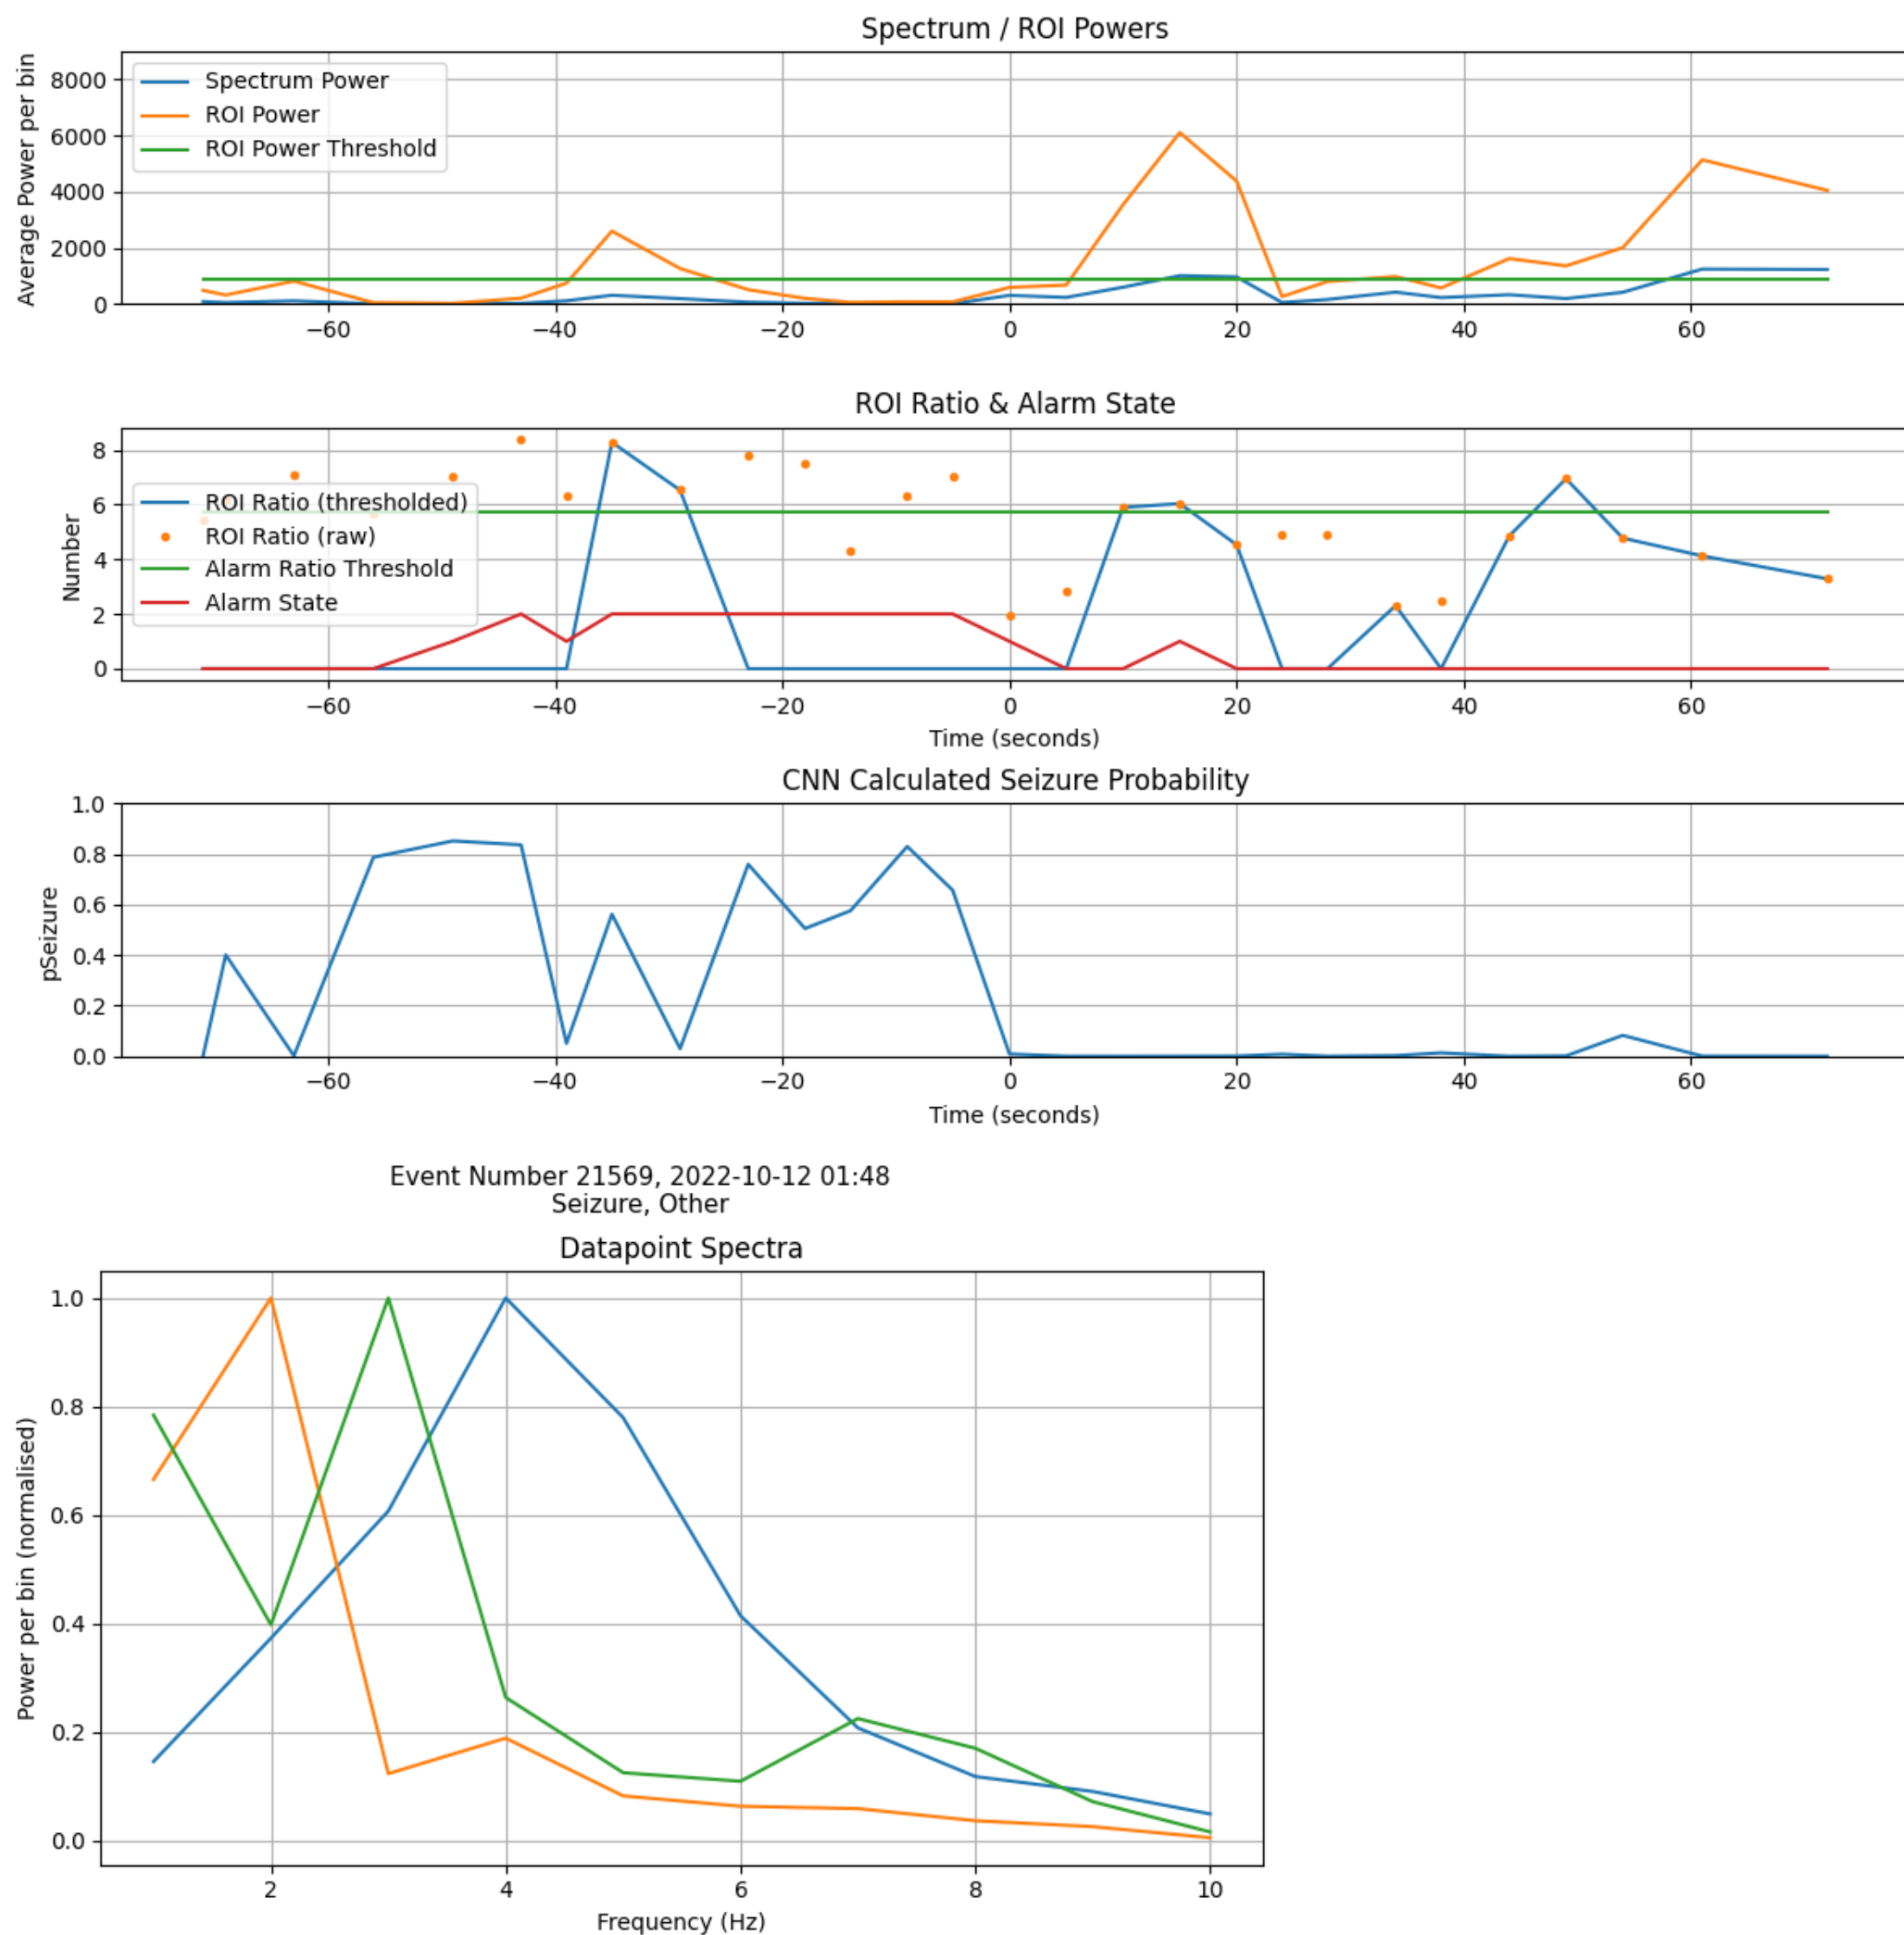 Spectrum / ROI Powers
Average Power per bin
8000
6000
4000
2000
0
Spectrum Power
ROI Power
ROI Power Threshold
−60 −40 −20 0 20 40 60
ROI Ratio & Alarm State
Number
8
6
4
2
0
ROI Ratio (thresholded)
ROI Ratio (raw)
Alarm Ratio Threshold
Alarm State
−60 −40 −20 0 20 40 60
Time (seconds)
CNN Calculated Seizure Probability
pSeizure
1.0
0.8
0.6
0.4
0.2
0.0
−60 −40 −20 0 20 40 60
Time (seconds)
Event Number 21569, 2022-10-12 01:48
Seizure, Other
Datapoint Spectra
Power per bin (normalised)
1.0
0.8
0.6
0.4
0.2
0.0
2 4 6 8 10
Frequency (Hz)